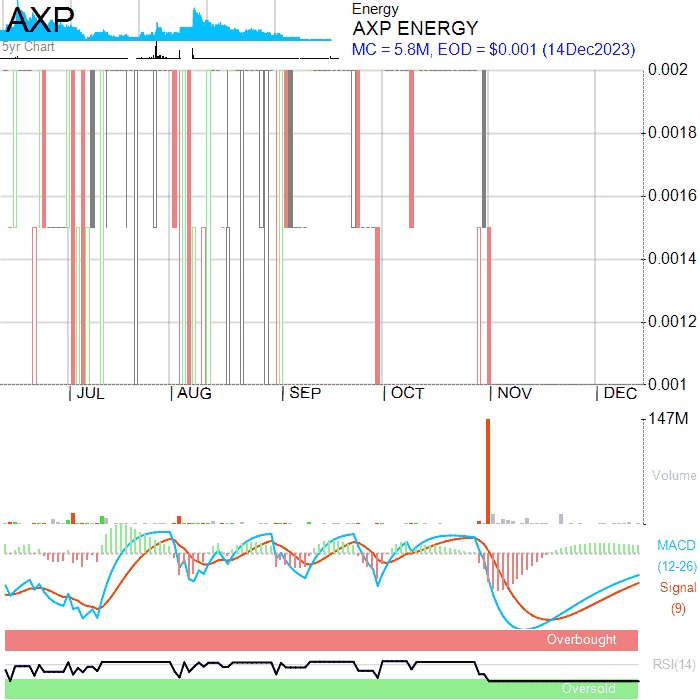 AXP
Energy
AXP ENERGY
5yr Chart
MC = 5.8M, EOD = $0.001 (14Dec2023)
0.002
0.0018
0.0016
0.0014
0.0012
0.001
JUL AUG SEP OCT NOV DEC
147M
Volume
MACD
(12-26)
Signal
(9)
Overbought
RSI(14)
Oversold